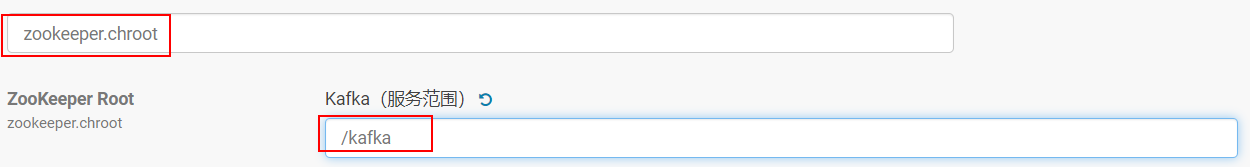 zookeeper.chroot
ZooKeeper Root
Kafka（服务范围）
zookeeper.chroot
/kafka